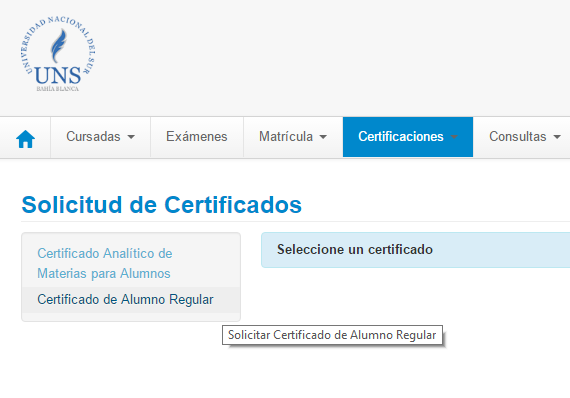 UNIVERSIDAD NACIONAL DEL SUR
UNS
BAHÍA BLANCA
Cursadas
Exámenes
Matrícula
Certificaciones
Consultas
Solicitud de Certificados
Certificado Analítico de
Materias para Alumnos
Certificado de Alumno Regular
Seleccione un certificado
Solicitar Certificado de Alumno Regular